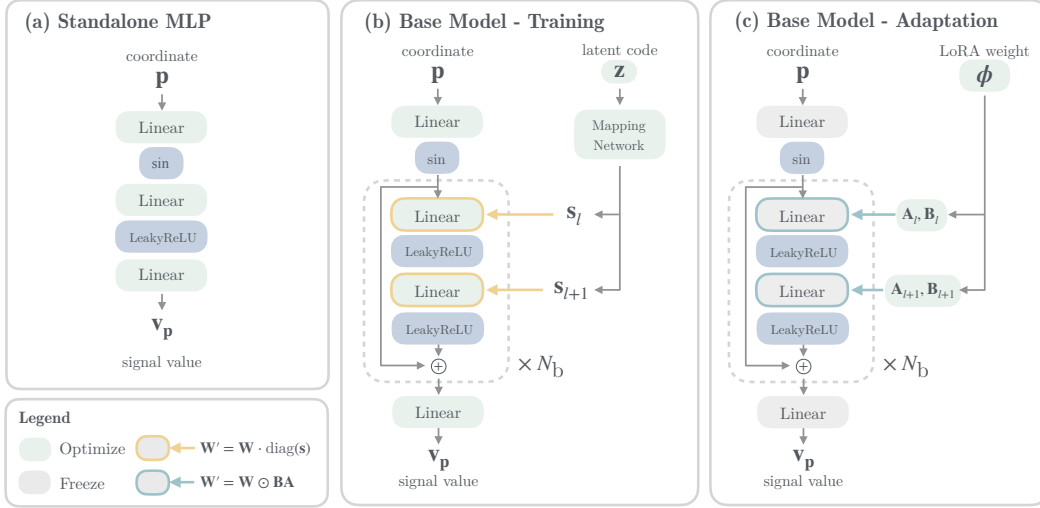 (a) Standalone MLP
coordinate
p
Linear
sin
Linear
LeakyReLU
Linear
v_p
signal value
Legend
Optimize
W′ = W · diag(s)
Freeze
W′ = W ⊙ BA
(b) Base Model - Training
coordinate
p
latent code
z
Linear
Mapping
Network
sin
Linear
s_l
LeakyReLU
Linear
s_{l+1}
LeakyReLU
⊕
× N_b
Linear
v_p
signal value
(c) Base Model - Adaptation
coordinate
p
LoRA weight
ϕ
Linear
sin
Linear
A_l, B_l
LeakyReLU
Linear
A_{l+1}, B_{l+1}
LeakyReLU
⊕
× N_b
Linear
v_p
signal value